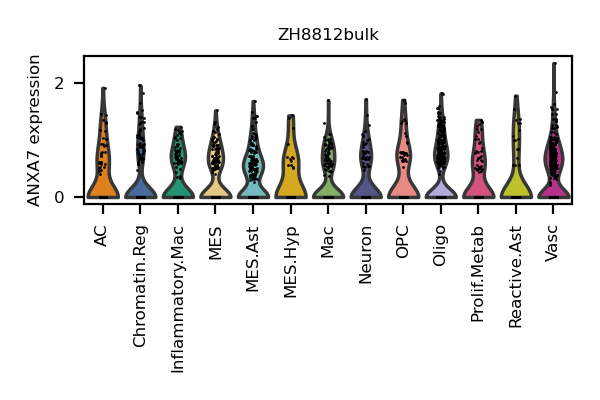 ZH8812bulk
ANXA7 expression
2
0
AC
Chromatin.Reg
Inflammatory.Mac
MES
MES.Ast
MES.Hyp
Mac
Neuron
OPC
Oligo
Prolif.Metab
Reactive.Ast
Vasc